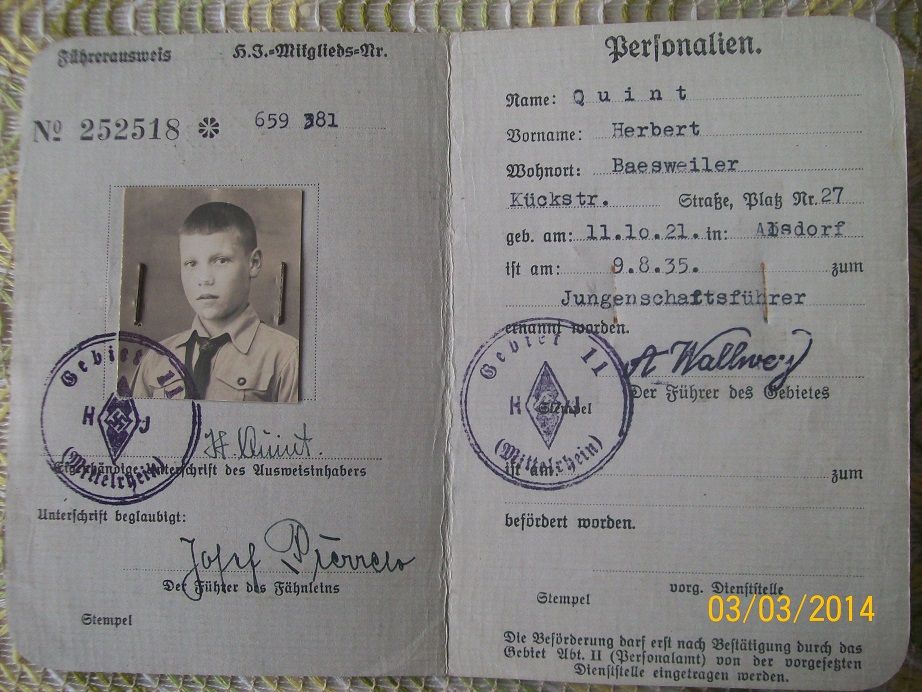 Führerausweis
H.J.-Mitglieds-Nr.
No 252518
659 381
Gebiet 11
H J
(Mittelrhein)
H. Quint.
Eigenhändige Unterschrift des Ausweisinhabers
Unterschrift beglaubigt:
Josef
Der Führer des Fähnleins
Stempel
Personalien.
Name: Quint
Vorname: Herbert
Wohnort: Baesweiler
Kückstr. Straße, Platz Nr. 27
geb. am: 11.10.21. in: Alsdorf
ist am: 9.8.35. zum
Jungenschaftsführer
ernannt worden.
Gebiet 11
H J
(Mittelrhein)
Stempel
A Wallwey
Der Führer des Gebietes
ist am: zum
befördert worden.
vorg. Dienststelle
Stempel
03/03/2014
Die Beförderung darf erst nach Bestätigung durch das
Gebiet Abt. II (Personalamt) von der vorgesetzten
Dienststelle eingetragen werden.